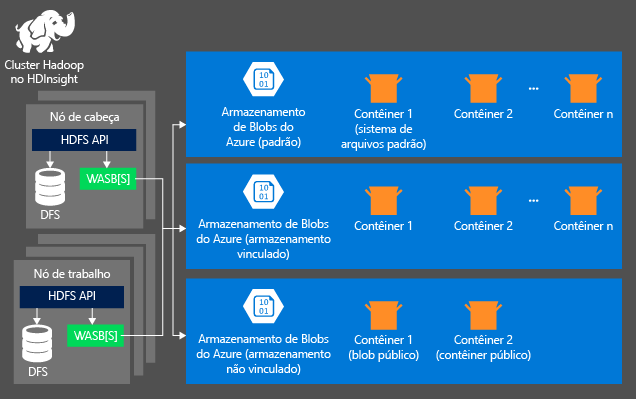 Cluster Hadoop
no HDInsight
Nó de cabeça
HDFS API
WASB[S]
DFS
Nó de trabalho
HDFS API
WASB[S]
DFS
10
01
Armazenamento
de Blobs do
Azure (padrão)
Contêiner 1
(sistema de
arquivos padrão)
Contêiner 2
...
Contêiner n
10
01
Armazenamento de Blobs
do Azure (armazenamento
vinculado)
Contêiner 1
Contêiner 2
...
Contêiner n
10
01
Armazenamento de Blobs
do Azure (armazenamento
não vinculado)
Contêiner 1
(blob público)
Contêiner 2
(contêiner público)